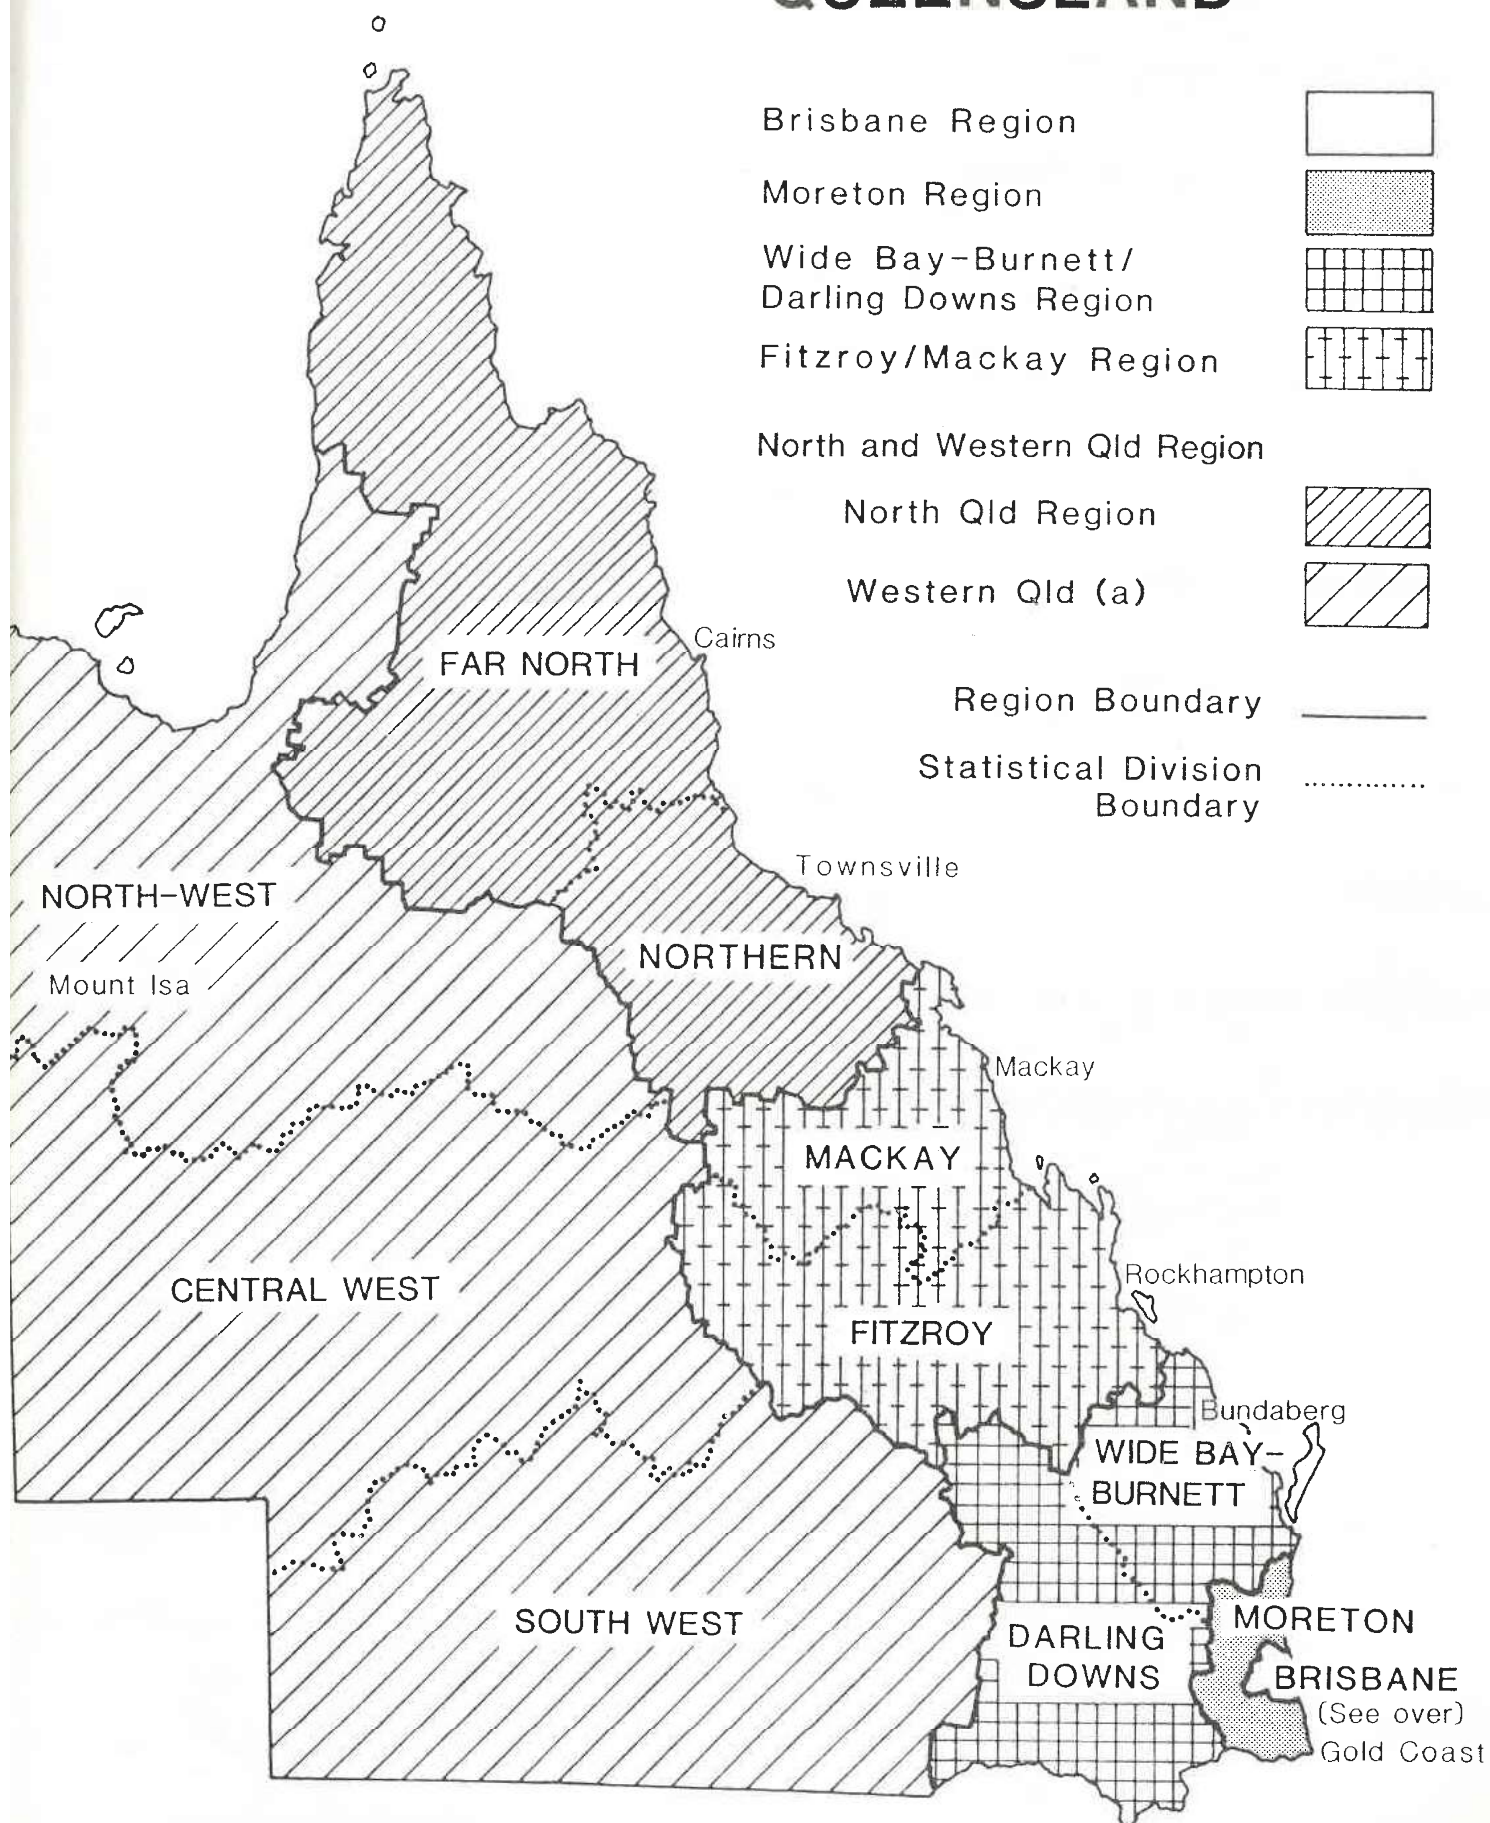 QUEENSLAND
Brisbane Region
Moreton Region
Wide Bay-Burnett/
Darling Downs Region
Fitzroy/Mackay Region
North and Western Qld Region
North Qld Region
Western Qld (a)
Region Boundary
Statistical Division
Boundary
Cairns
FAR NORTH
Townsville
NORTH-WEST
NORTHERN
Mount Isa
Mackay
MACKAY
CENTRAL WEST
Rockhampton
FITZROY
Bundaberg
WIDE BAY-
BURNETT
SOUTH WEST
MORETON
DARLING
DOWNS
BRISBANE
(See over)
Gold Coast